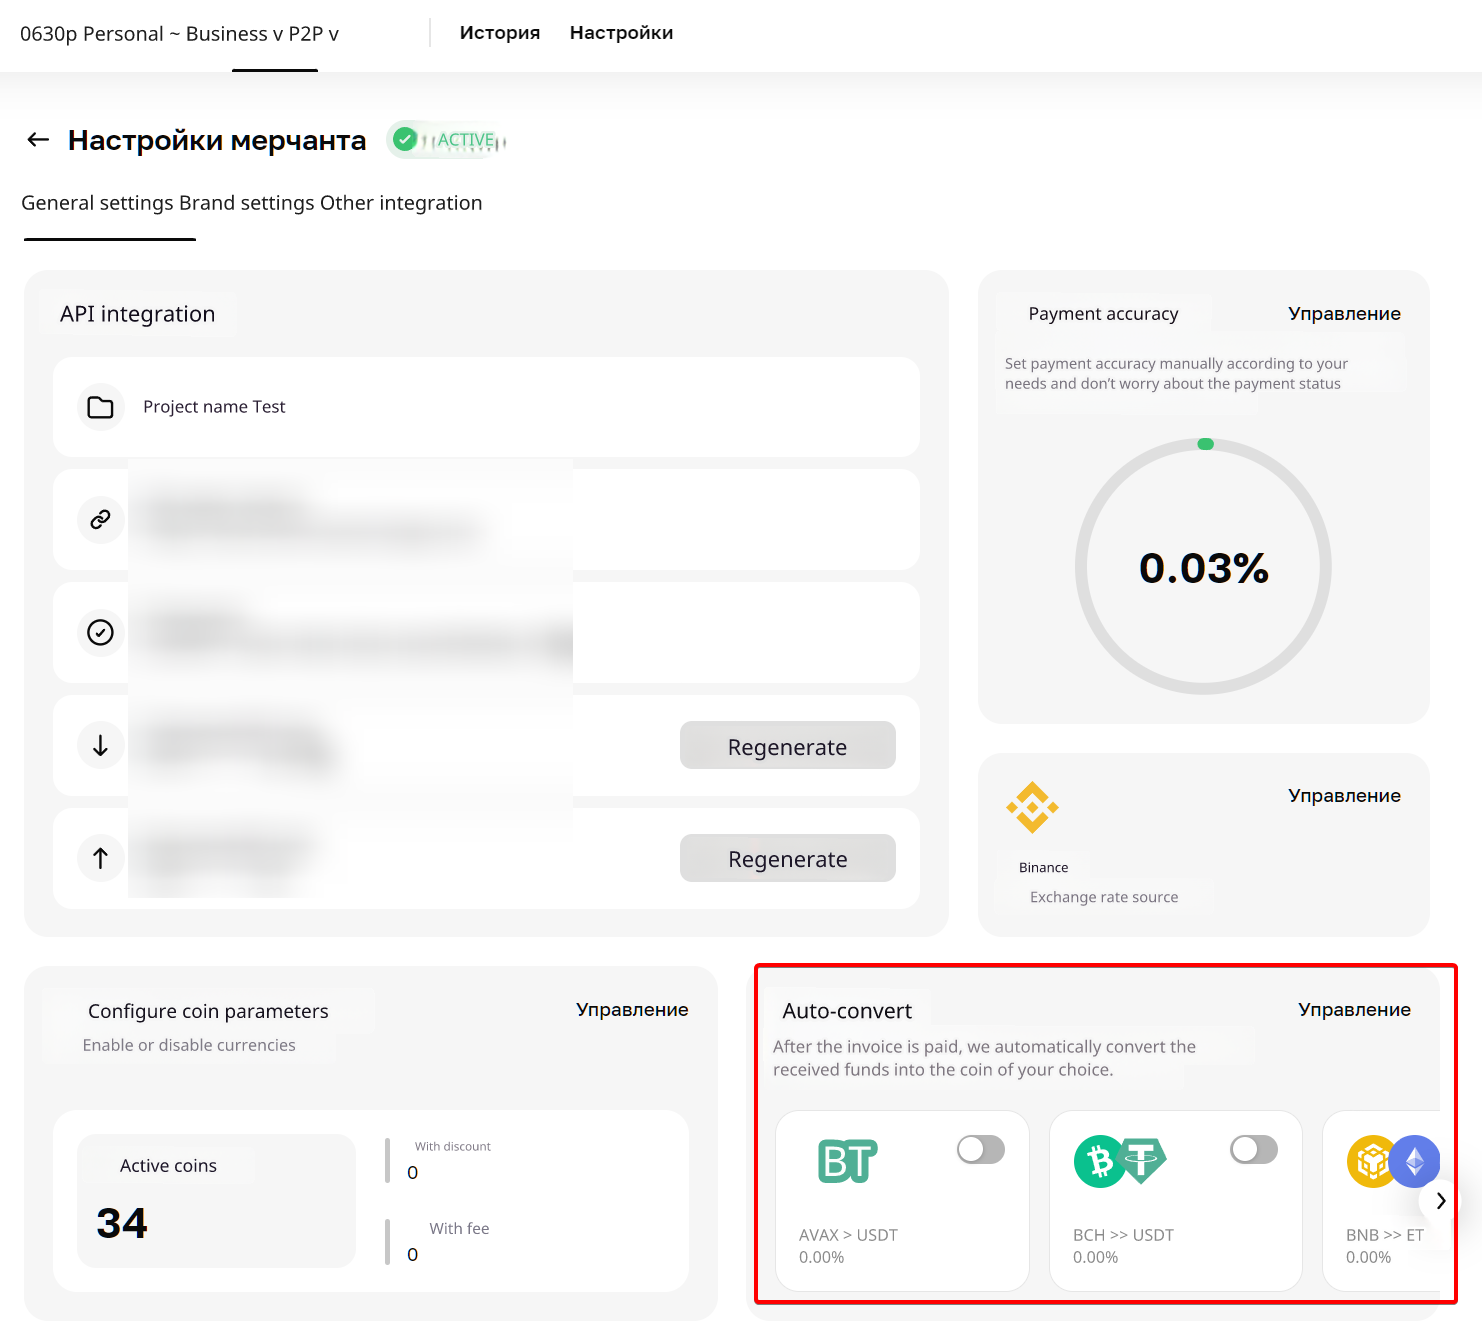 0630p Personal ~ Business v P2P v
История
Настройки
Настройки мерчанта
ACTIVE
General settings Brand settings Other integration
API integration
Project name Test
Regenerate
Regenerate
Payment accuracy
Управление
Set payment accuracy manually according to your
needs and don't worry about the payment status
0.03%
Управление
Binance
Exchange rate source
Configure coin parameters
Управление
Enable or disable currencies
Active coins
34
With discount
0
With fee
0
Auto-convert
Управление
After the invoice is paid, we automatically convert the
received funds into the coin of your choice.
BT
AVAX > USDT
0.00%
BCH >> USDT
0.00%
BNB >> ET
0.00%